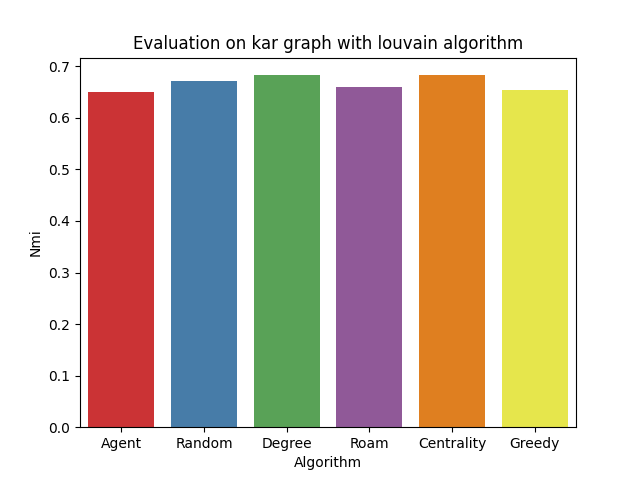 Evaluation on kar graph with louvain algorithm
Nmi
0.7
0.6
0.5
0.4
0.3
0.2
0.1
0.0
Agent Random Degree Roam Centrality Greedy
Algorithm